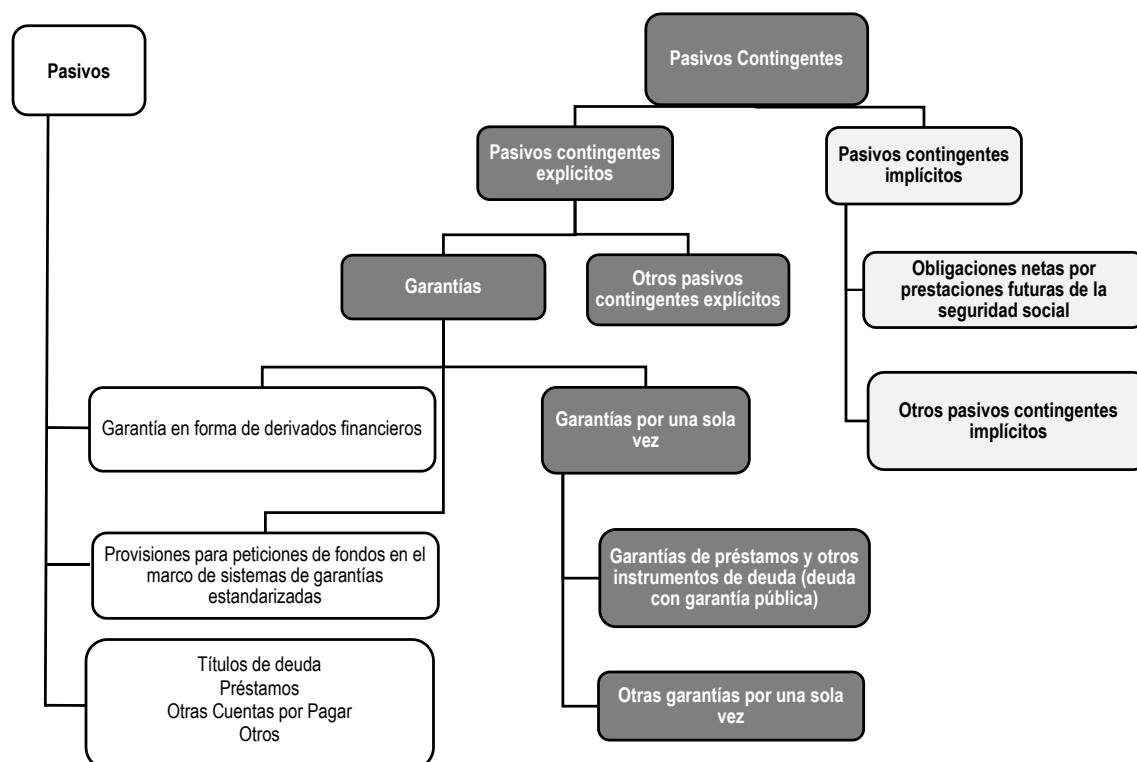 Pasivos
Pasivos Contingentes
Pasivos contingentes
explícitos
Pasivos contingentes
implícitos
Garantías
Otros pasivos
contingentes explícitos
Obligaciones netas por
prestaciones futuras de la
seguridad social
Garantía en forma de derivados financieros
Garantías por una sola
vez
Otros pasivos contingentes
implícitos
Provisiones para peticiones de fondos en el
marco de sistemas de garantías
estandarizadas
Garantías de préstamos y otros
instrumentos de deuda (deuda
con garantía pública)
Títulos de deuda
Préstamos
Otras Cuentas por Pagar
Otros
Otras garantías por una sola
vez